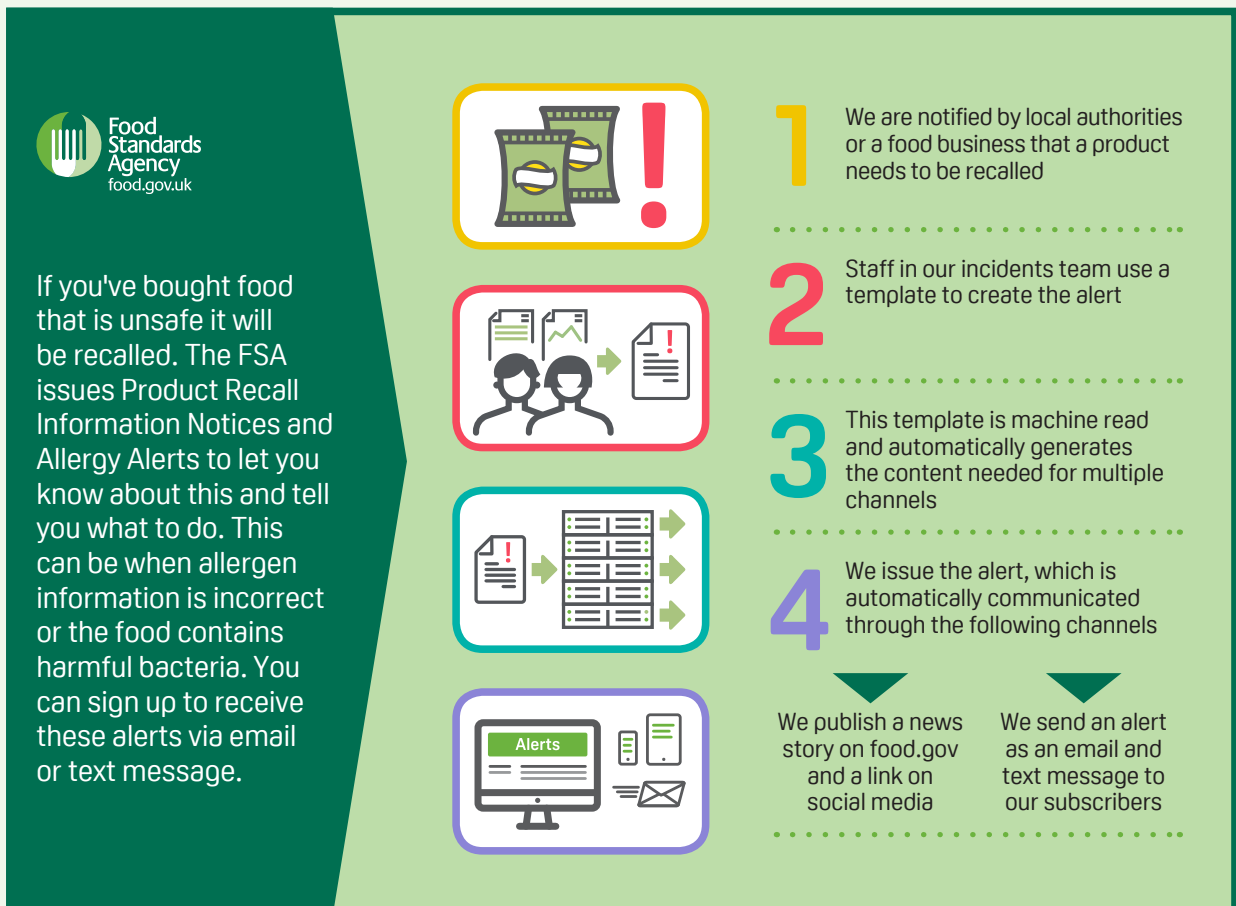 Food
Standards
Agency
food.gov.uk
If you've bought food
that is unsafe it will
be recalled. The FSA
issues Product Recall
Information Notices and
Allergy Alerts to let you
know about this and tell
you what to do. This
can be when allergen
information is incorrect
or the food contains
harmful bacteria. You
can sign up to receive
these alerts via email
or text message.
!
1
We are notified by local authorities
or a food business that a product
needs to be recalled
!
2
Staff in our incidents team use a
template to create the alert
!
3
This template is machine read
and automatically generates
the content needed for multiple
channels
Alerts
4
We issue the alert, which is
automatically communicated
through the following channels
We publish a news
story on food.gov
and a link on
social media
We send an alert
as an email and
text message to
our subscribers